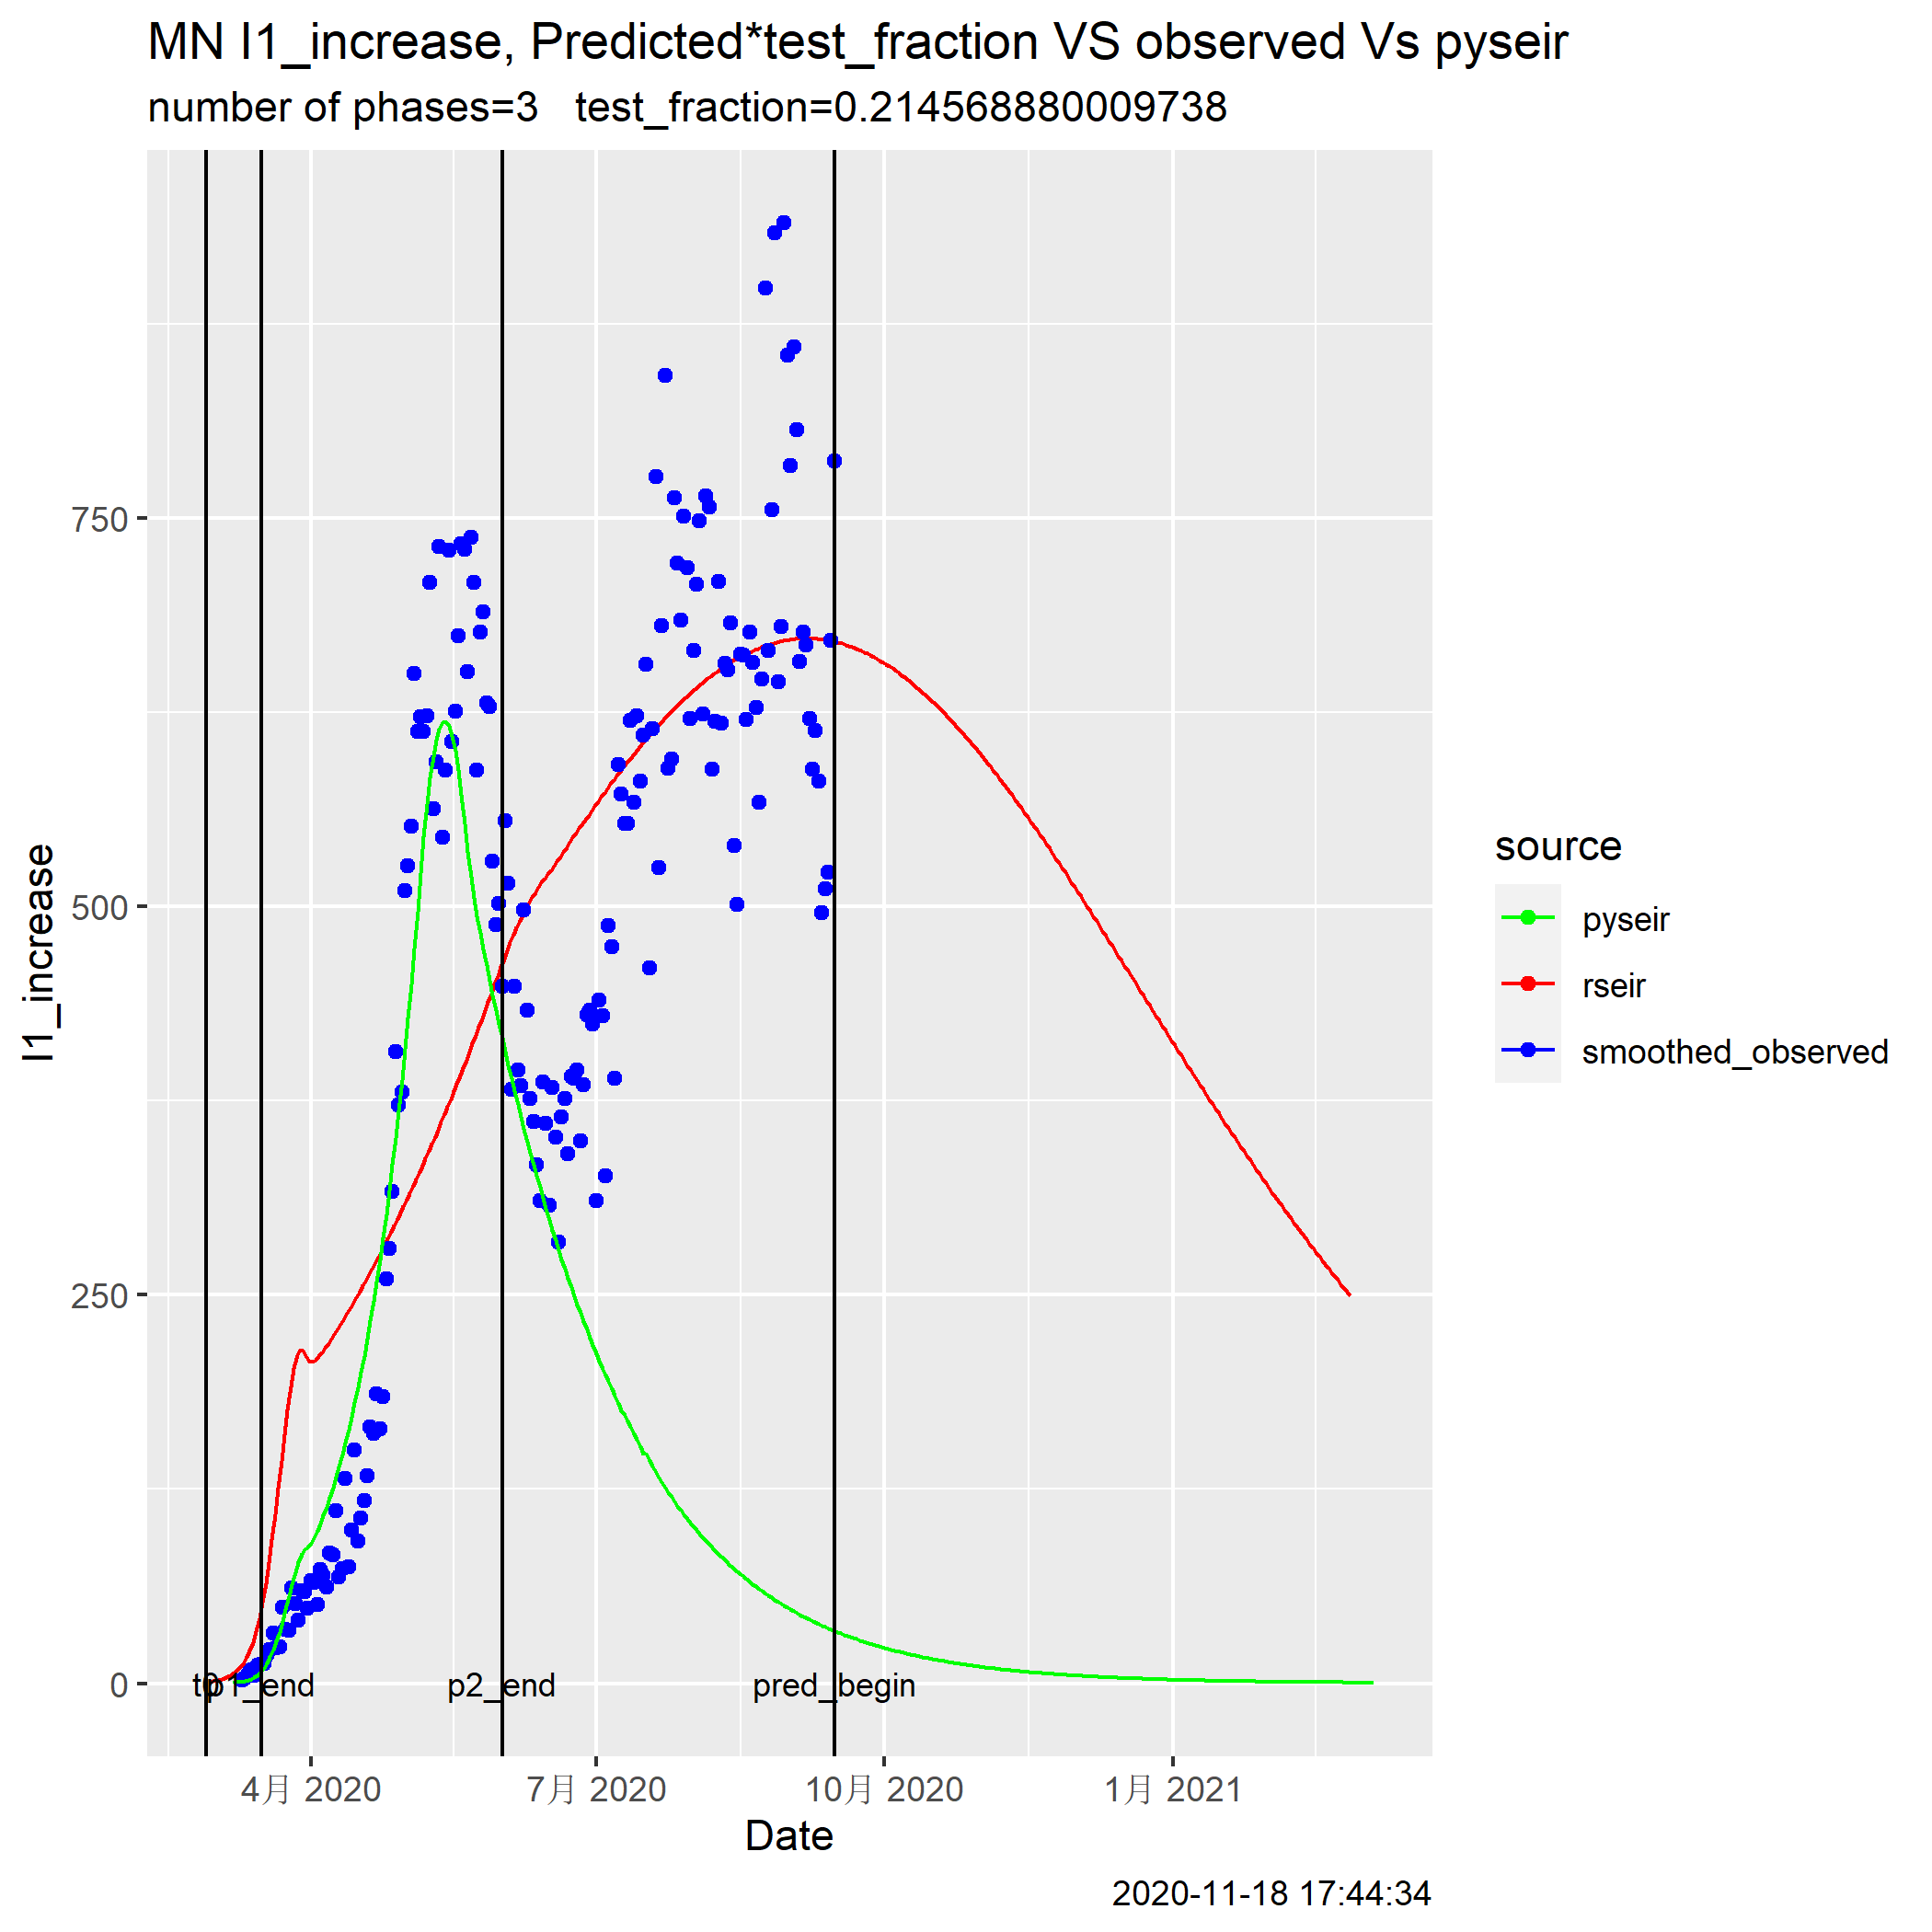 MN I1_increase, Predicted*test_fraction VS observed Vs pyseir
number of phases=3   test_fraction=0.214568880009738
I1_increase
750
500
250
0
t0
p1_end
p2_end
pred_begin
4月 2020
7月 2020
10月 2020
1月 2021
Date
source
pyseir
rseir
smoothed_observed
2020-11-18 17:44:34